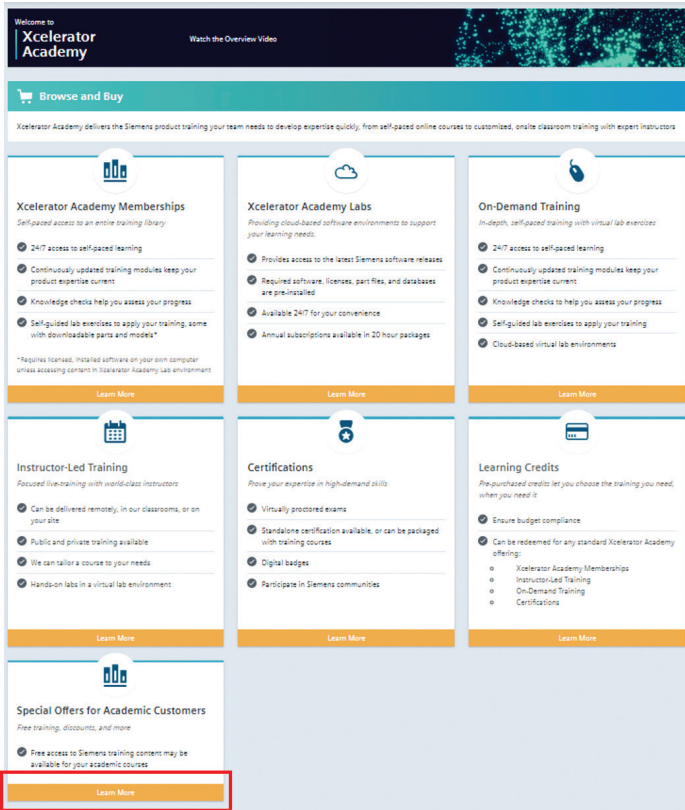 Welcome to
Xcelerator
Academy
Watch the Overview Video
Browse and Buy
Xcelerator Academy delivers the Siemens product training your team needs to develop expertise quickly, from self-paced online courses to customized, onsite classroom training with expert instructors
Xcelerator Academy Memberships
Self-paced access to an entire training library
24/7 access to self-paced learning
Continuously updated training modules keep your
product expertise current
Knowledge checks help you assess your progress
Self-guided lab exercises to apply your training, some
with downloadable parts and models*
*Requires licensed, installed software on your own computer
unless accessing content in Xcelerator Academy Lab environment
Learn More
Xcelerator Academy Labs
Providing cloud-based software environments to support
your learning needs.
Provides access to the latest Siemens software releases
Required software, licenses, part files, and databases
are pre-installed
Available 24/7 for your convenience
Annual subscriptions available in 20 hour packages
Learn More
On-Demand Training
In-depth, self-paced training with virtual lab exercises
24/7 access to self-paced learning
Continuously updated training modules keep your
product expertise current
Knowledge checks to help you assess your progress
Self-guided lab exercises to apply your training
Cloud-based virtual lab environments
Learn More
Instructor-Led Training
Focused live-training with world-class instructors
Can be delivered remotely, in our classrooms, or on
your site
Public and private training available
We can tailor a course to your needs
Hands-on labs in a virtual lab environment
Learn More
Certifications
Prove your expertise in high-demand skills
Virtually proctored exams
Standalone certification available, or can be packaged
with training courses
Digital badges
Participate in Siemens communities
Learn More
Learning Credits
Pre-purchased credits let you choose the training you need,
when you need it
Ensure budget compliance
Can be redeemed for any standard Xcelerator Academy
offering:
Xcelerator Academy Memberships
Instructor-Led Training
On-Demand Training
Certifications
Learn More
Special Offers for Academic Customers
Free training, discounts, and more
Free access to Siemens training content may be
available for your academic courses
Learn More